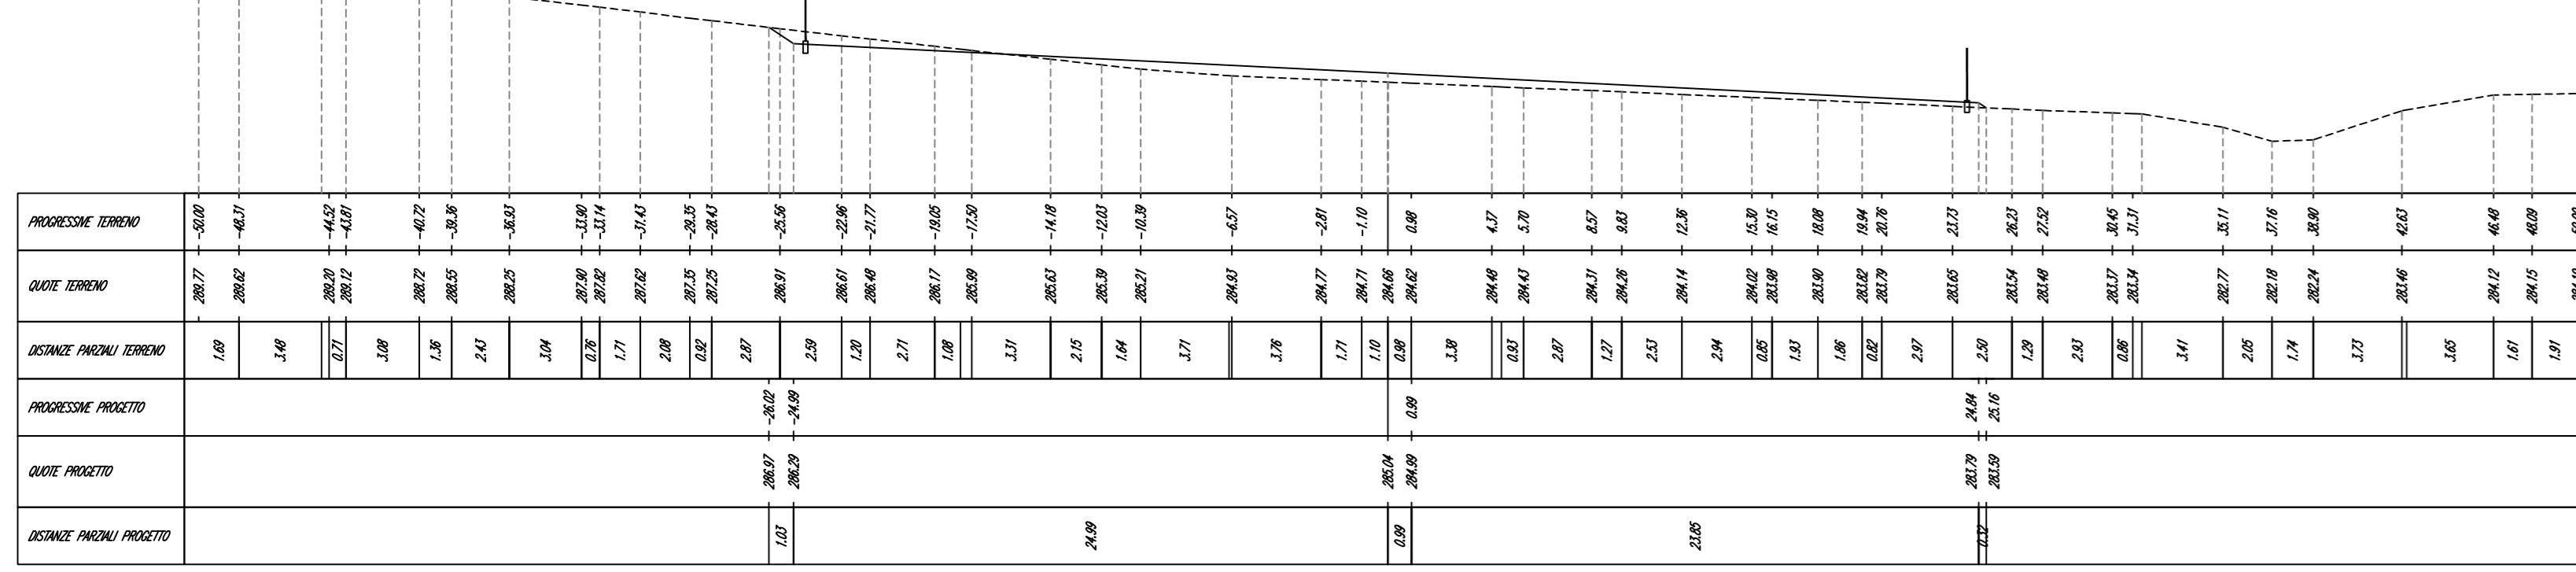 PROGRESSIVE TERRENO -50.00 -48.31 -44.52 -43.81 -40.72 -39.36 -36.93 -33.90 -33.14 -31.43 -29.35 -28.43 -25.56 -22.96 -21.77 -19.05 -17.50 -14.18 -12.03 -10.39 -6.57 -2.81 -1.10 0.98 4.37 5.70 8.57 9.83 12.36 15.30 16.15 18.08 19.94 20.76 23.73 26.23 27.52 30.45 31.31 35.11 37.16 38.90 42.63 46.48 48.09
QUOTE TERRENO 289.77 289.62 289.20 289.12 288.72 288.55 288.25 287.90 287.82 287.62 287.35 287.25 286.91 286.61 286.48 286.17 285.99 285.63 285.39 285.21 284.93 284.77 284.71 284.66 284.62 284.48 284.43 284.31 284.26 284.14 284.02 283.98 283.90 283.82 283.79 283.65 283.54 283.48 283.37 283.34 282.77 282.18 282.24 283.46 284.12 284.15
DISTANZE PARZIALI TERRENO 1.69 3.48 0.71 3.08 1.36 2.43 3.04 0.76 1.71 2.08 0.92 2.87 2.59 1.20 2.71 1.08 3.31 2.15 1.64 3.71 3.76 1.71 1.10 0.98 3.38 0.93 2.87 1.27 2.53 2.94 0.85 1.93 1.86 0.82 2.97 2.50 1.29 2.93 0.86 3.41 2.05 1.74 3.73 3.65 1.61 1.91
PROGRESSIVE PROGETTO -26.02 -24.99 0.99 24.84 25.16
QUOTE PROGETTO 286.97 286.29 285.04 284.99 283.79 283.59
DISTANZE PARZIALI PROGETTO 1.03 24.99 0.99 23.85 0.32